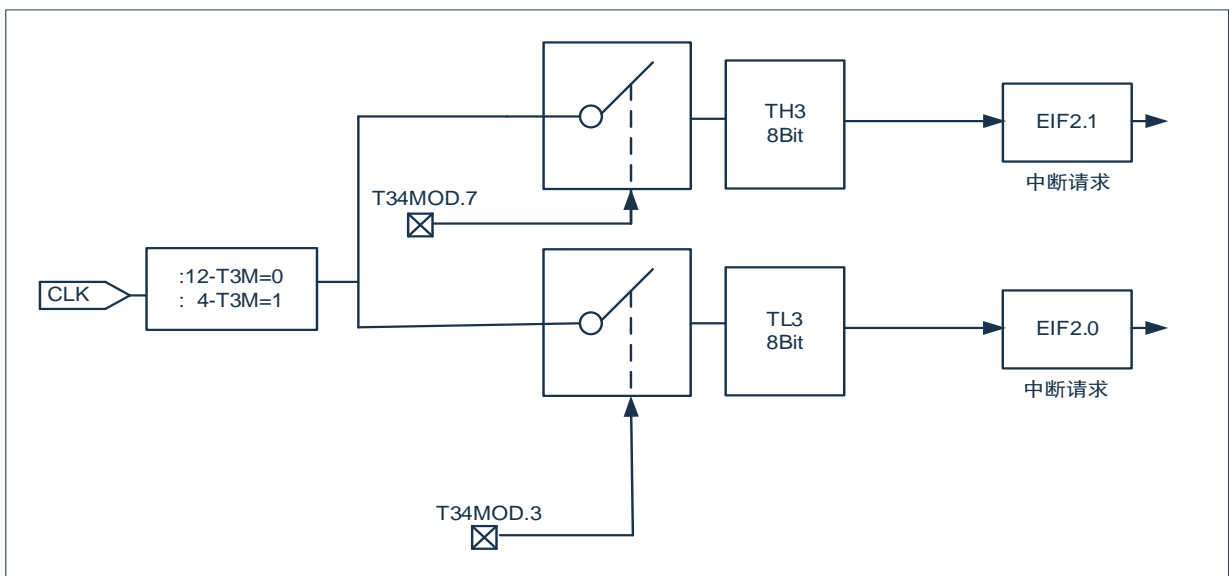 TH3
8Bit
EIF2.1
中断请求
T34MOD.7
CLK
:12-T3M=0
: 4-T3M=1
TL3
8Bit
EIF2.0
中断请求
T34MOD.3